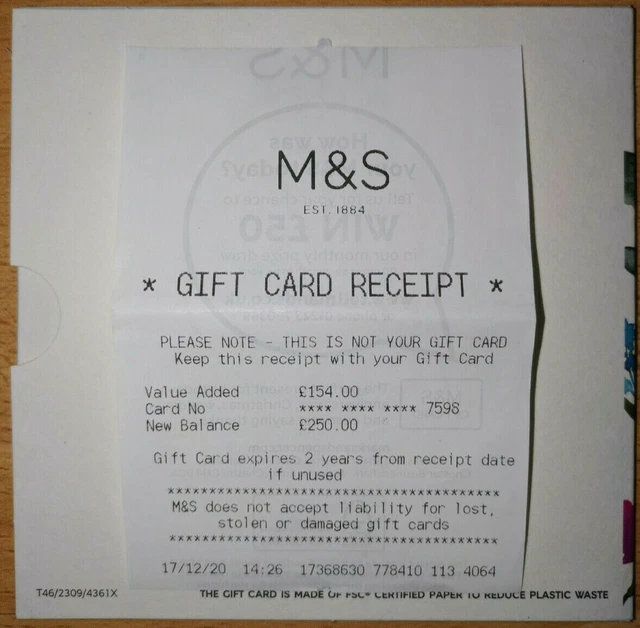 M&S
EST. 1884
* GIFT CARD RECEIPT *
PLEASE NOTE - THIS IS NOT YOUR GIFT CARD
Keep this receipt with your Gift Card
Value Added £154.00
Card No **** **** **** 7598
New Balance £250.00
Gift Card expires 2 years from receipt date
if unused
****************************************
M&S does not accept liability for lost,
stolen or damaged gift cards
****************************************
17/12/20 14:26 17368630 778410 113 4064
T46/2309/4361X THE GIFT CARD IS MADE OF FSC® CERTIFIED PAPER TO REDUCE PLASTIC WASTE